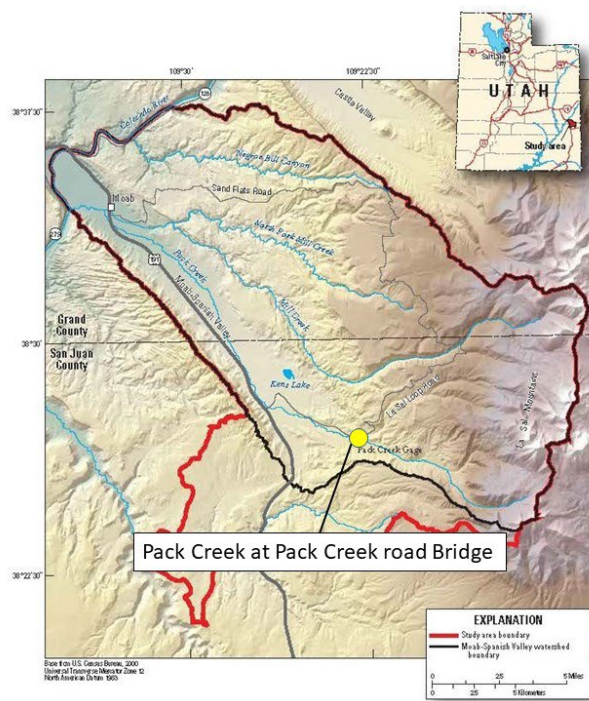 109°30'
109°22'30"
Salt Lake
City
UTAH
Study area
38°37'30"
128
Colorado River
Castle Valley
Negro Bill Canyon
Sand Flats Road
Moab
North Fork Mill Creek
279
Pack Creek
191
Moab-Spanish Valley
Mill Creek
Grand
County
38°30'
San Juan
County
Kens Lake
La Sal Loop Road
La Sal Mountains
Pack Creek Gage
Pack Creek at Pack Creek road Bridge
38°22'30"
EXPLANATION
Study area boundary
Moab-Spanish Valley watershed
boundary
Base from U.S. Census Bureau, 2000
Universal Transverse Mercator Zone 12
North American Datum 1983
0 2.5 5 Miles
0 2.5 5 Kilometers